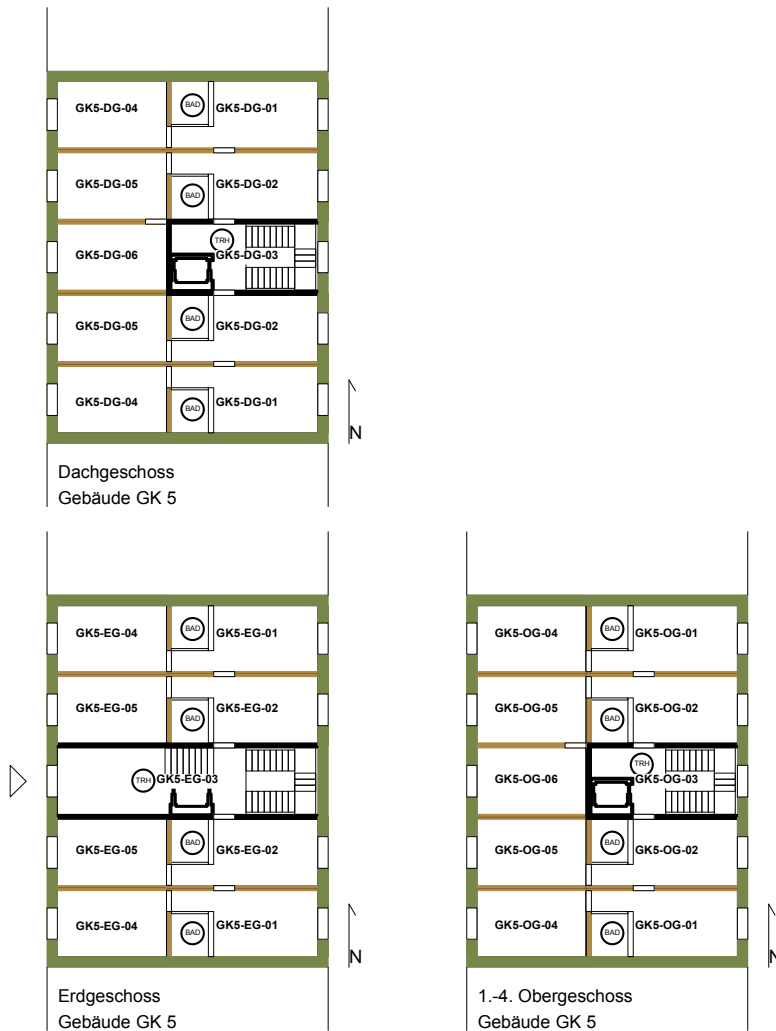 GK5-DG-04 BAD GK5-DG-01
GK5-DG-05 BAD GK5-DG-02
TRH
GK5-DG-06 GK5-DG-03
GK5-DG-05 BAD GK5-DG-02
GK5-DG-04 BAD GK5-DG-01
N
Dachgeschoss
Gebäude GK 5
GK5-EG-04 BAD GK5-EG-01
GK5-EG-05 BAD GK5-EG-02
TRH GK5-EG-03
GK5-EG-05 BAD GK5-EG-02
GK5-EG-04 BAD GK5-EG-01
N
Erdgeschoss
Gebäude GK 5
GK5-OG-04 BAD GK5-OG-01
GK5-OG-05 BAD GK5-OG-02
TRH
GK5-OG-06 GK5-OG-03
GK5-OG-05 BAD GK5-OG-02
GK5-OG-04 BAD GK5-OG-01
N
1.-4. Obergeschoss
Gebäude GK 5